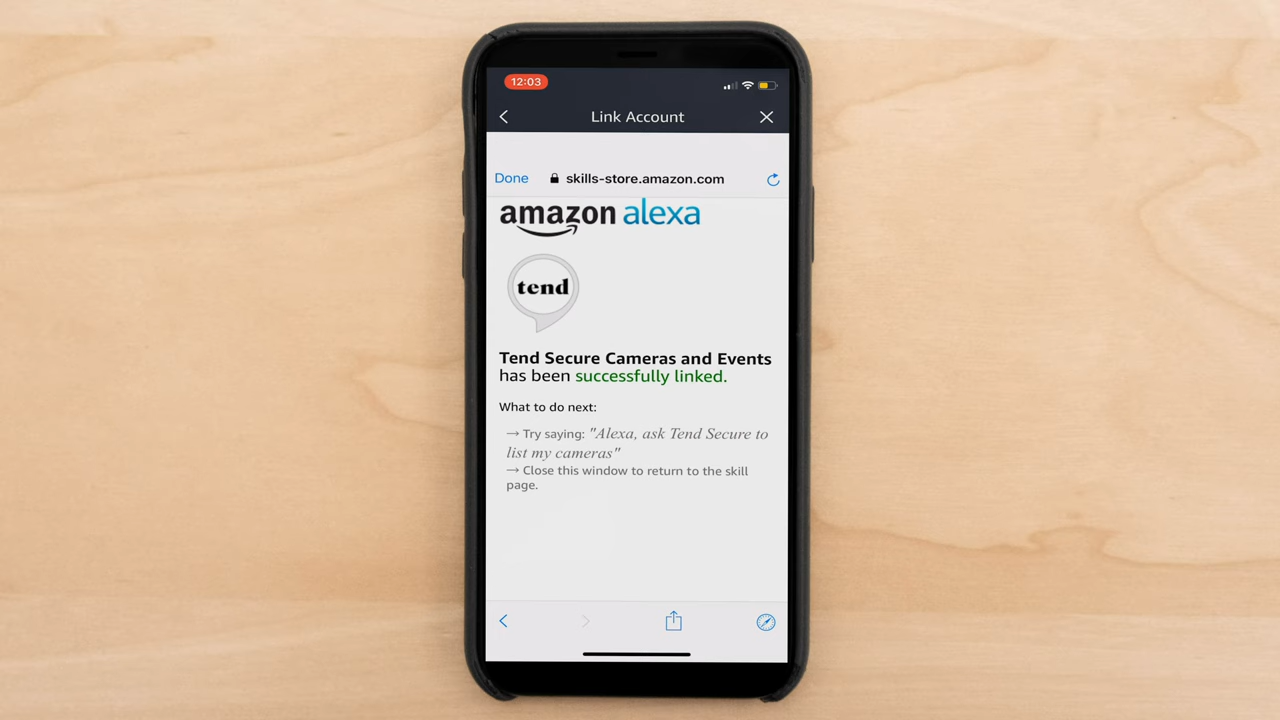 12:03
Link Account
Done skills-store.amazon.com
amazon alexa
tend
Tend Secure Cameras and Events
has been successfully linked.
What to do next:
→ Try saying: "Alexa, ask Tend Secure to
list my cameras"
→ Close this window to return to the skill
page.